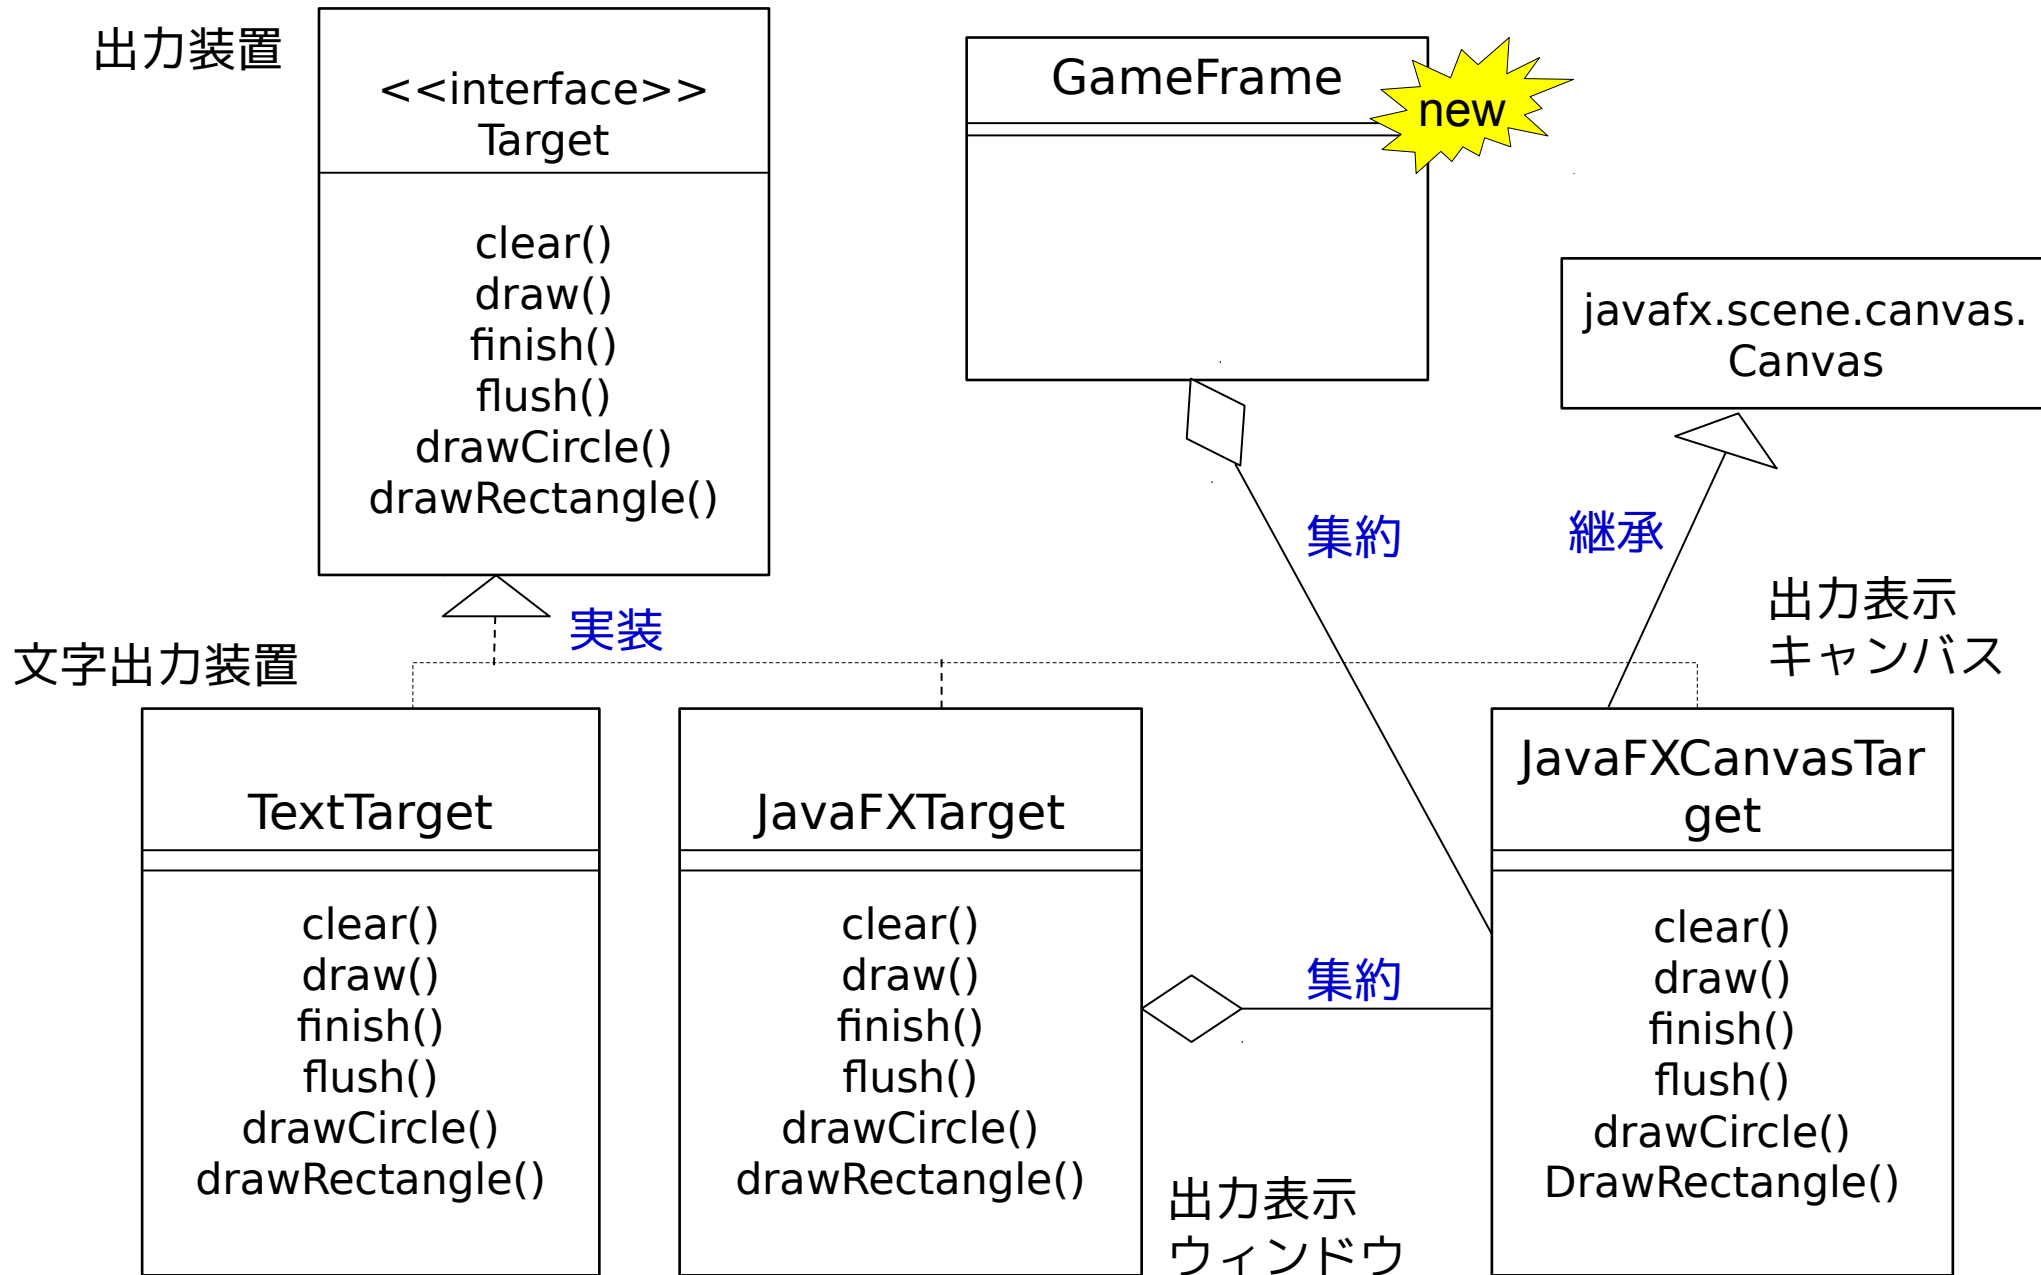 出力装置
<<interface>>
Target
clear()
draw()
finish()
flush()
drawCircle()
drawRectangle()
GameFrame
new
javafx.scene.canvas.
Canvas
集約
継承
実装
出力表示
キャンバス
文字出力装置
TextTarget
clear()
draw()
finish()
flush()
drawCircle()
drawRectangle()
JavaFXTarget
clear()
draw()
finish()
flush()
drawCircle()
drawRectangle()
集約
出力表示
ウィンドウ
JavaFXCanvasTar
get
clear()
draw()
finish()
flush()
drawCircle()
DrawRectangle()